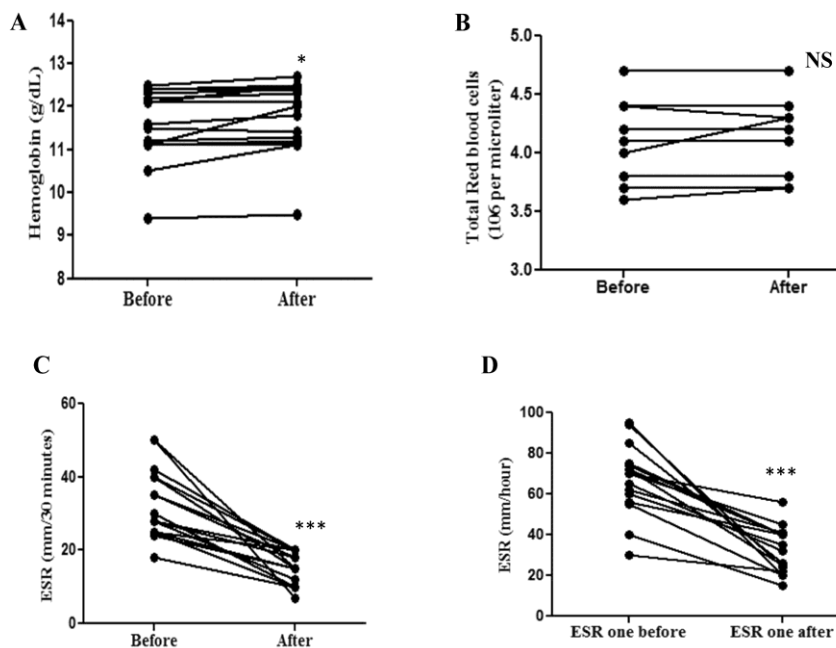 A
Hemoglobin (g/dL)
14
13
12
11
10
9
8
*
Before
After
B
Total Red blood cells
(106 per microliter)
5.0
4.5
4.0
3.5
3.0
NS
Before
After
C
ESR (mm/30 minutes)
60
40
20
0
***
Before
After
D
ESR (mm/hour)
100
80
60
40
20
0
***
ESR one before
ESR one after